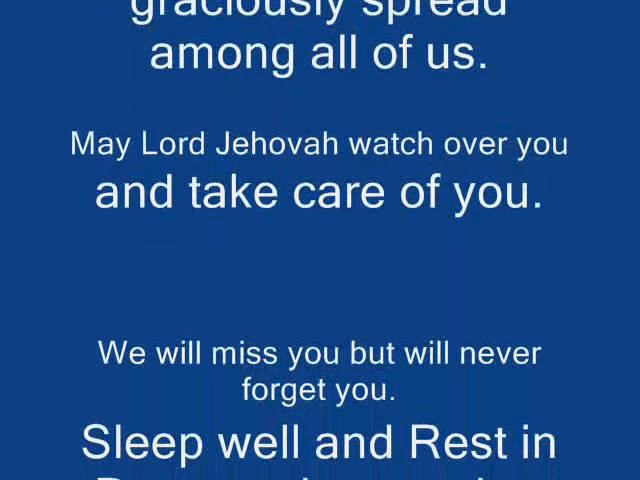 graciously spread
among all of us.
May Lord Jehovah watch over you
and take care of you.
We will miss you but will never
forget you.
Sleep well and Rest in